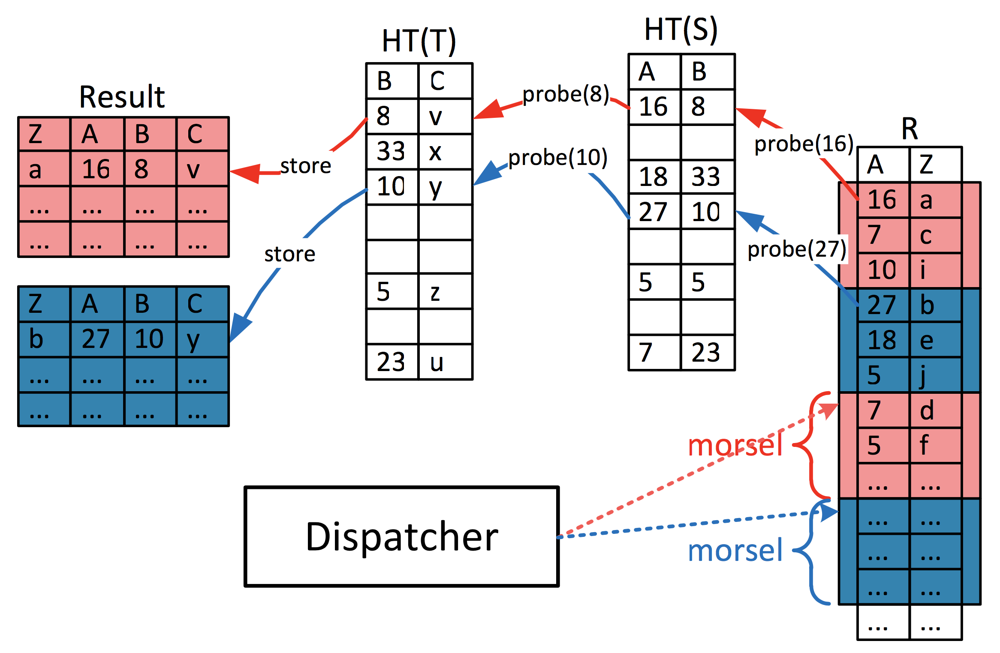 Result
Z A B C
a 16 8 v
... ... ... ...
... ... ... ...
store
Z A B C
b 27 10 y
... ... ... ...
... ... ... ...
store
HT(T)
B C
8 v
33 x
10 y
5 z
23 u
probe(8)
probe(10)
HT(S)
A B
16 8
18 33
27 10
5 5
7 23
probe(16)
probe(27)
R
A Z
16 a
7 c
10 i
27 b
18 e
5 j
7 d
5 f
... ...
... ...
... ...
... ...
... ...
morsel
morsel
Dispatcher